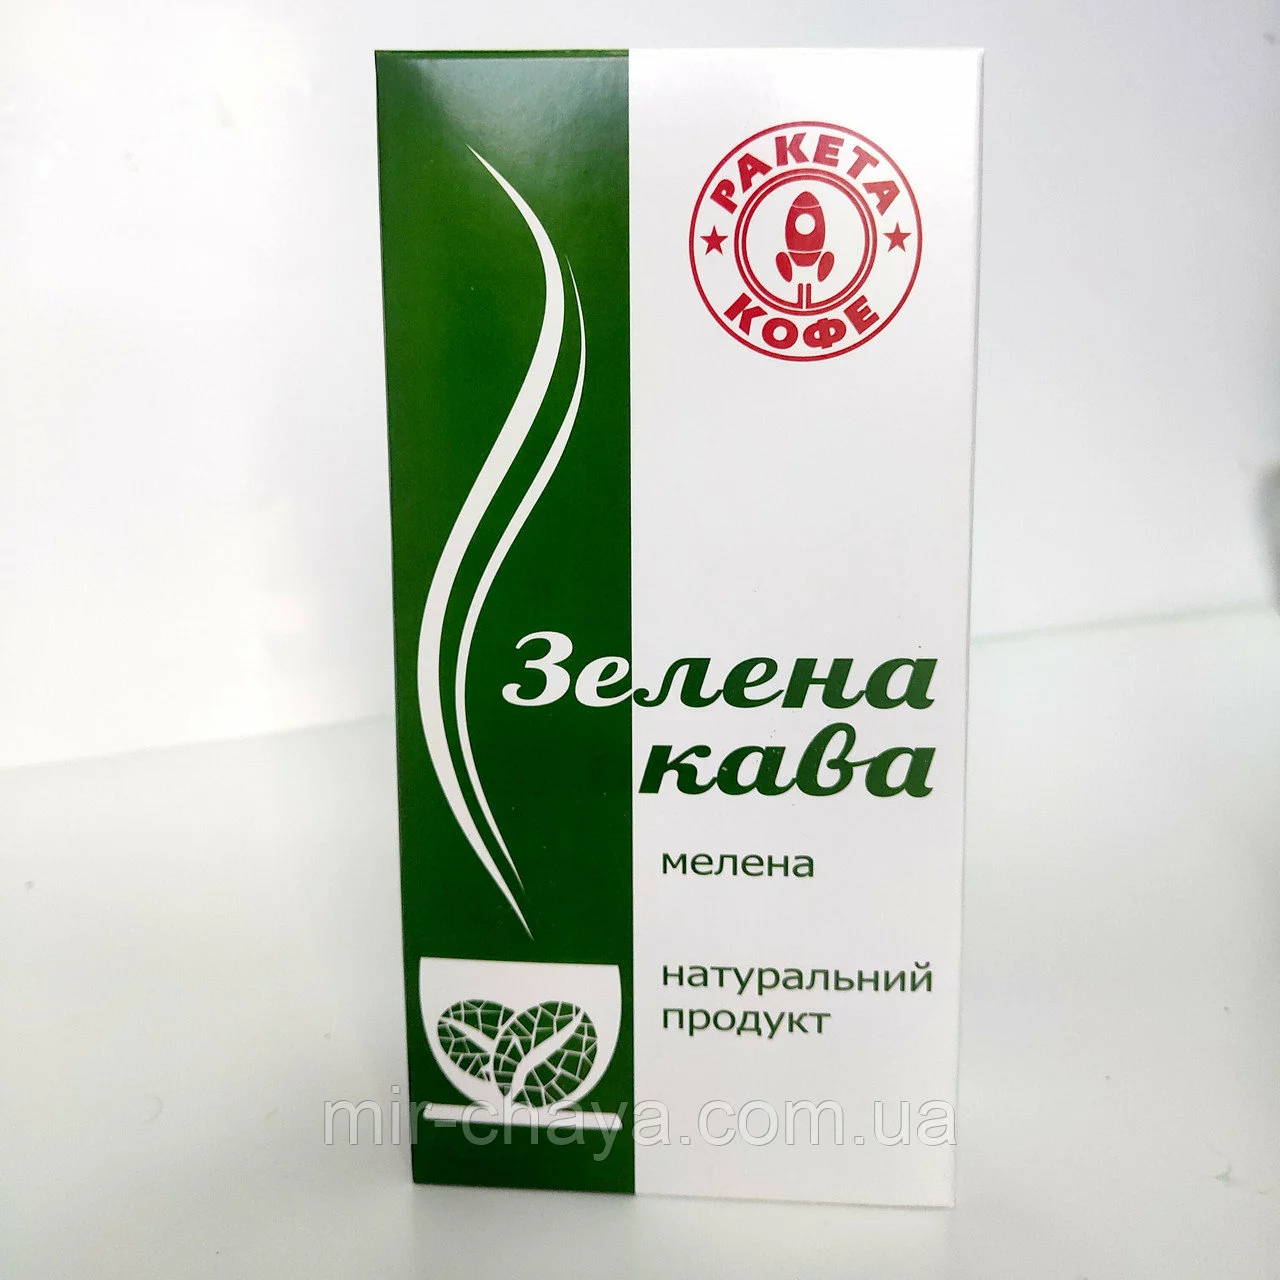 РАКЕТА
КОФЕ
Зелена
кава
мелена
натуральний
продукт
mir-chaya.com.ua